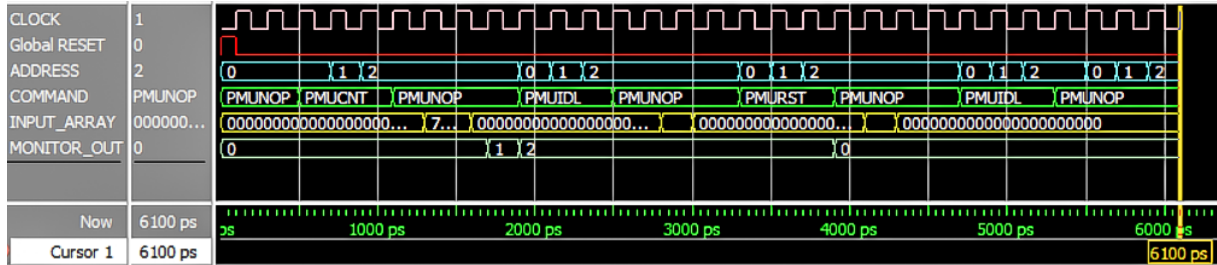 CLOCK 1
Global RESET 0
ADDRESS 2 0 1 2 0 1 2 0 1 2 0 1 2 0 1 2
COMMAND PMUNOP PMUNOP PMUCNT PMUNOP PMUIDL PMUNOP PMURST PMUNOP PMUIDL PMUNOP
INPUT_ARRAY 000000... 000000000000000000... 7... 00000000000000000... 000000000000000... 0000000000000000000000
MONITOR_OUT 0 0 1 2 0
Now 6100 ps ps 1000 ps 2000 ps 3000 ps 4000 ps 5000 ps 6000 ps
Cursor 1 6100 ps 6100 ps